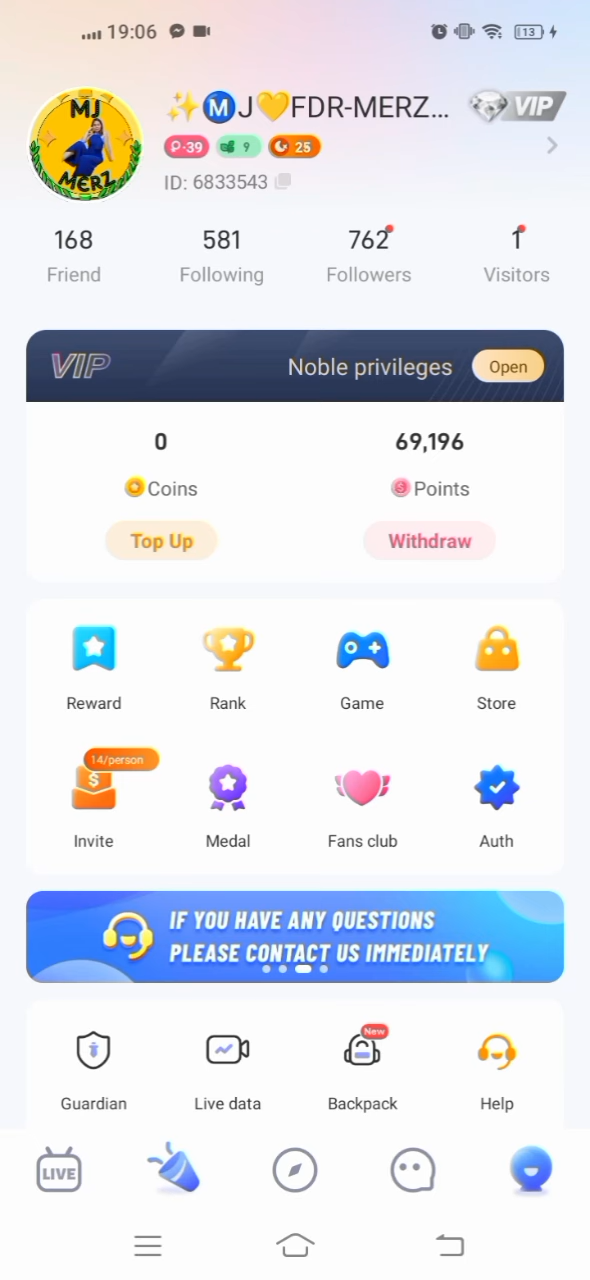 19:06
13
MJ
MERZ
✨ⓂJ💛FDR-MERZ...
VIP
39 9 25
ID: 6833543
168 581 762 1
Friend Following Followers Visitors
VIP Noble privileges Open
0 69,196
Coins Points
Top Up Withdraw
Reward Rank Game Store
14/person
Invite Medal Fans club Auth
IF YOU HAVE ANY QUESTIONS
PLEASE CONTACT US IMMEDIATELY
New
Guardian Live data Backpack Help
LIVE